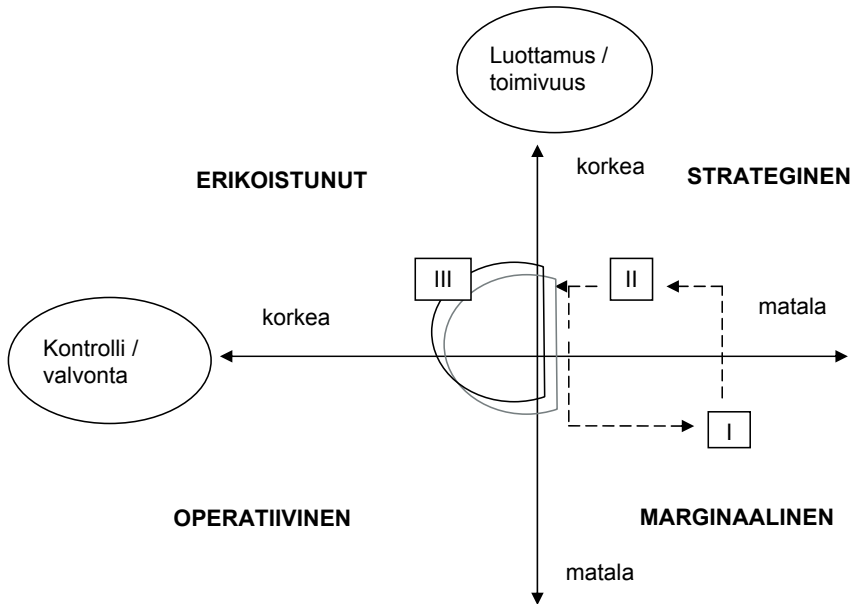 Luottamus /
toimivuus
korkea
ERIKOISTUNUT
STRATEGINEN
III
II
korkea
matala
Kontrolli /
valvonta
I
OPERATIIVINEN
MARGINAALINEN
matala